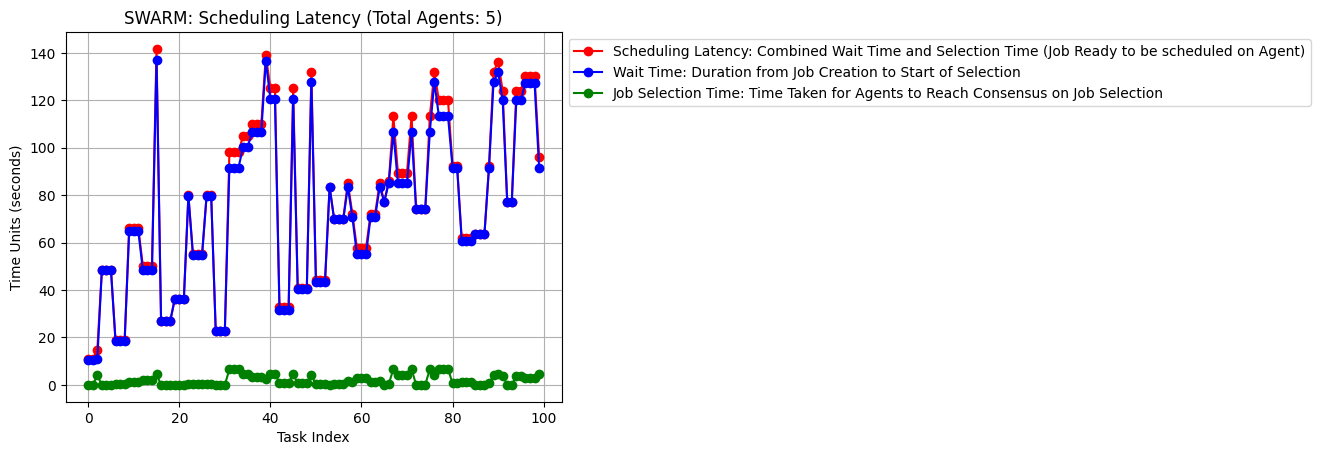 SWARM: Scheduling Latency (Total Agents: 5)
Scheduling Latency: Combined Wait Time and Selection Time (Job Ready to be scheduled on Agent)
Wait Time: Duration from Job Creation to Start of Selection
Job Selection Time: Time Taken for Agents to Reach Consensus on Job Selection
Time Units (seconds)
140
120
100
80
60
40
20
0
0 20 40 60 80 100
Task Index